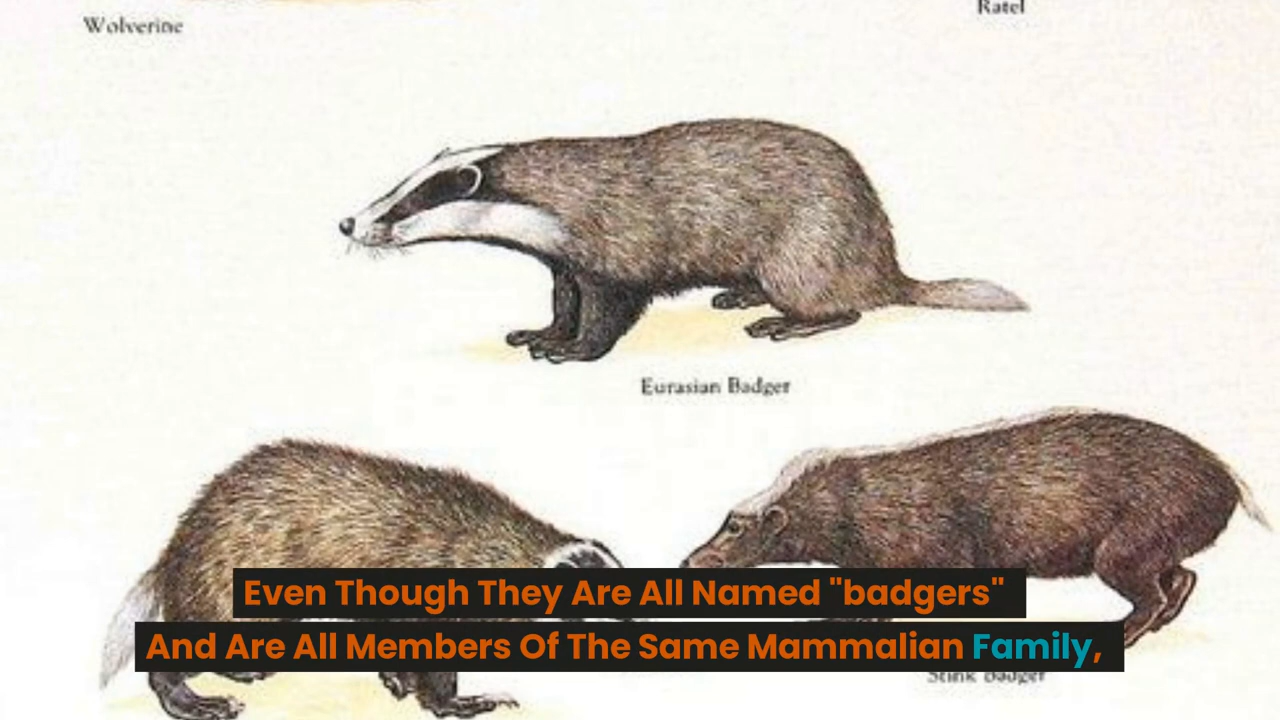 Wolverine
Ratel
Eurasian Badger
Even Though They Are All Named "badgers"
And Are All Members Of The Same Mammalian Family,
Stink Badger